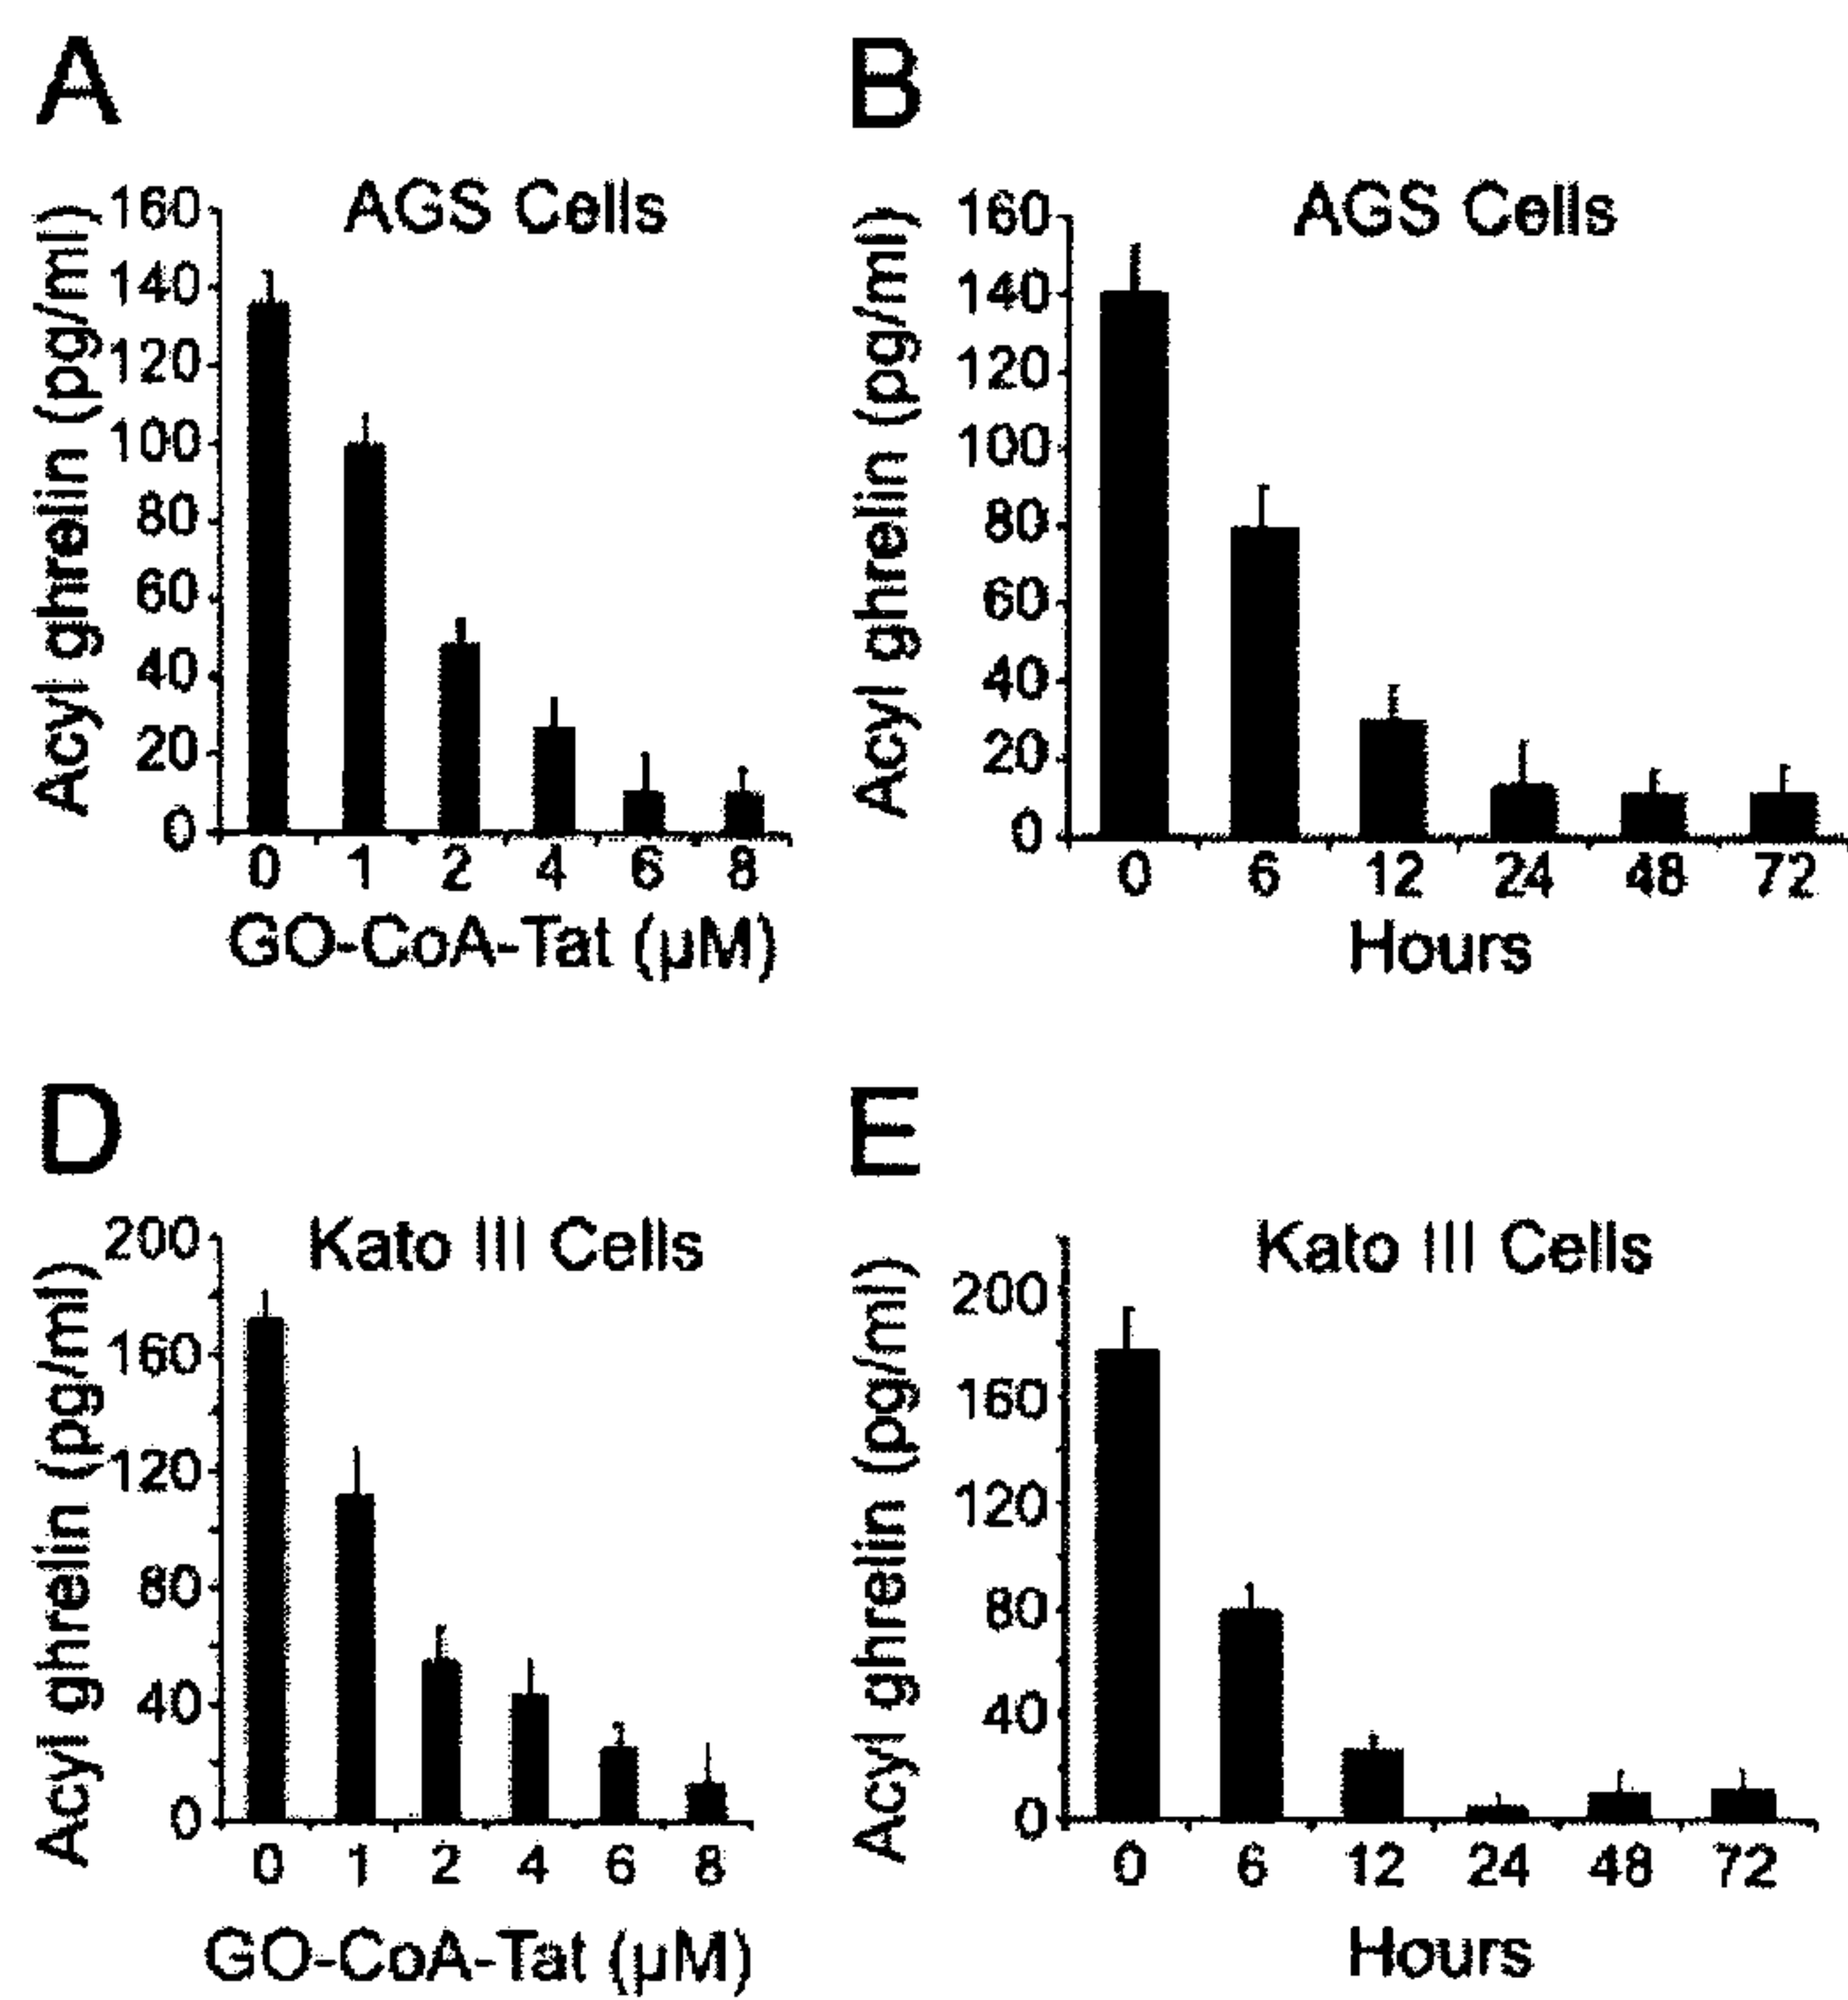 A
AGS Cells
Acyl ghrelin (pg/ml)
160
140
120
100
80
60
40
20
0
0 1 2 4 6 8
GO-CoA-Tat (µM)
B
AGS Cells
Acyl ghrelin (pg/ml)
160
140
120
100
80
60
40
20
0
0 6 12 24 48 72
Hours
D
Kato III Cells
Acyl ghrelin (pg/ml)
200
160
120
80
40
0
0 1 2 4 6 8
GO-CoA-Tat (µM)
E
Kato III Cells
Acyl ghrelin (pg/ml)
200
160
120
80
40
0
0 6 12 24 48 72
Hours